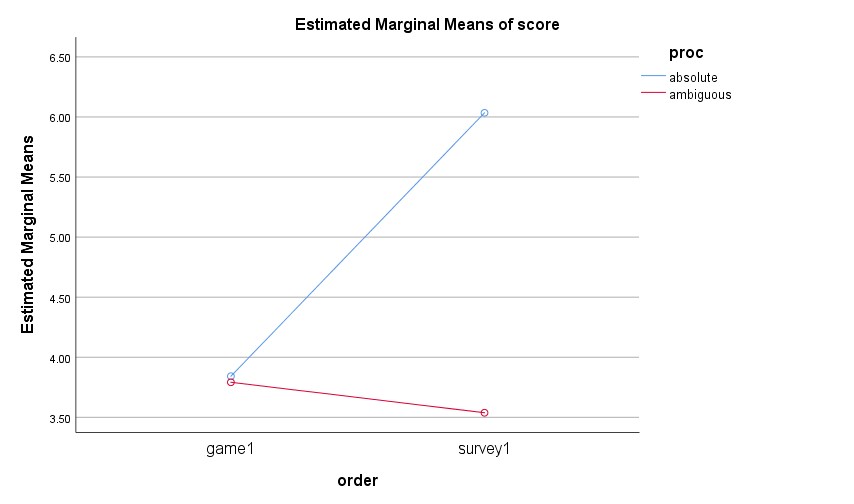 Estimated Marginal Means of score
proc
absolute
ambiguous
Estimated Marginal Means
6.50
6.00
5.50
5.00
4.50
4.00
3.50
game1
survey1
order